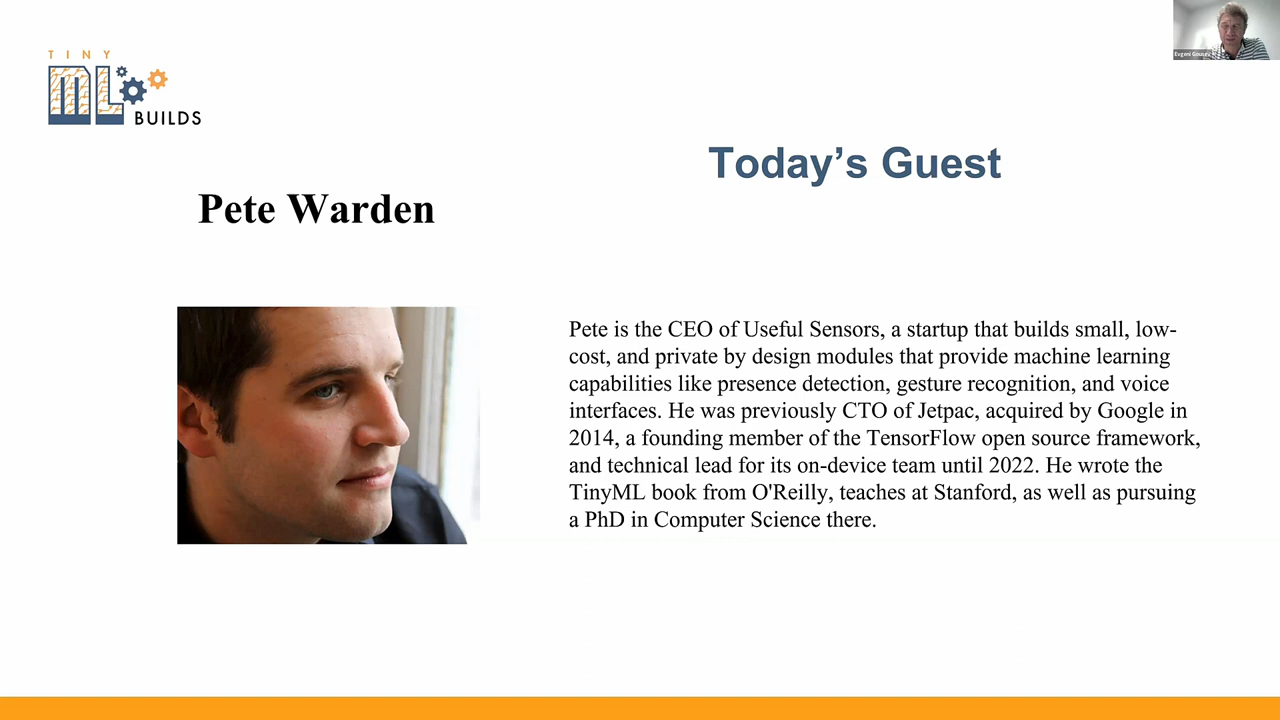 TINY
ML
BUILDS
Evgeni Gousev
Today's Guest
Pete Warden
Pete is the CEO of Useful Sensors, a startup that builds small, low-
cost, and private by design modules that provide machine learning
capabilities like presence detection, gesture recognition, and voice
interfaces. He was previously CTO of Jetpac, acquired by Google in
2014, a founding member of the TensorFlow open source framework,
and technical lead for its on-device team until 2022. He wrote the
TinyML book from O'Reilly, teaches at Stanford, as well as pursuing
a PhD in Computer Science there.